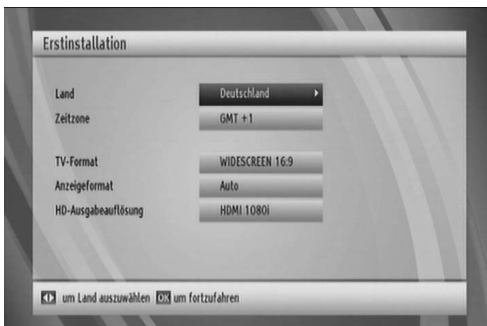 Erstinstallation
Land Deutschland
Zeitzone GMT +1
TV-Format WIDESCREEN 16:9
Anzeigeformat Auto
HD-Ausgabeauflösung HDMI 1080i
um Land auszuwählen OK um fortzufahren